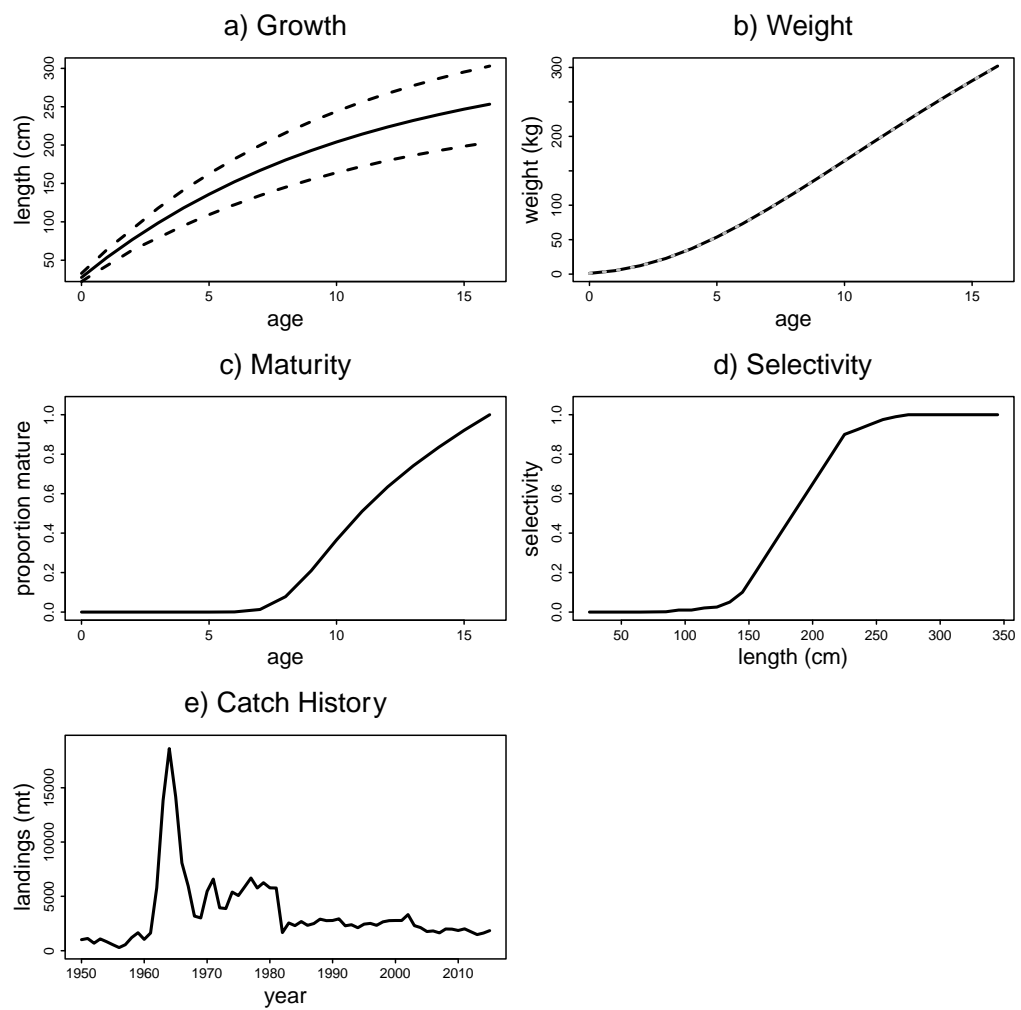 a) Growth
length (cm)
50 100 150 200 250 300
0 5 10 15
age
b) Weight
weight (kg)
0 50 100 200 300
0 5 10 15
age
c) Maturity
proportion mature
0.0 0.2 0.4 0.6 0.8 1.0
0 5 10 15
age
d) Selectivity
selectivity
0.0 0.2 0.4 0.6 0.8 1.0
50 100 150 200 250 300 350
length (cm)
e) Catch History
landings (mt)
0 5000 10000 15000
1950 1960 1970 1980 1990 2000 2010
year